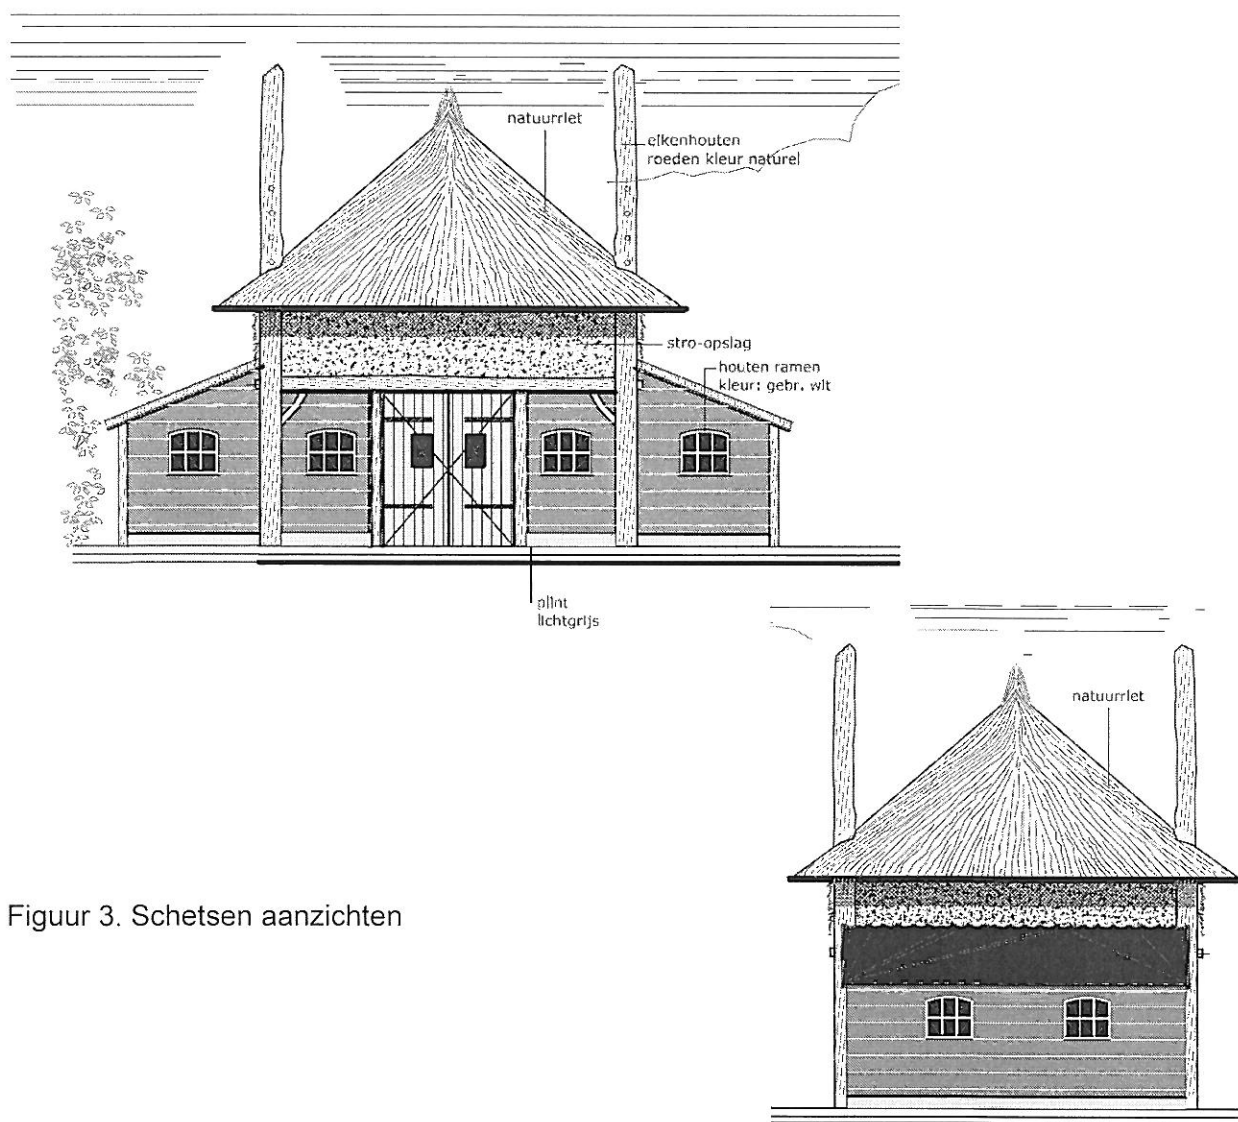 natuurriet
eikenhouten
roeden kleur naturel
stro-opslag
houten ramen
kleur: gebr. wit
plint
lichtgrijs
natuurriet
Figuur 3. Schetsen aanzichten